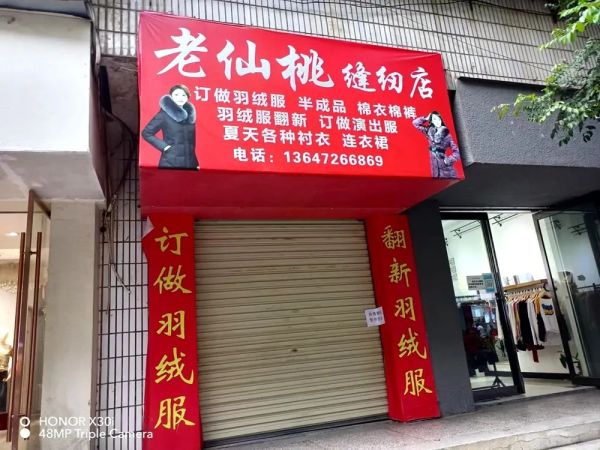 老仙桃缝纫店
订做羽绒服 半成品 棉衣棉裤
羽绒服翻新 订做演出服
夏天各种衬衣 连衣裙
电话：13647266869
订做羽绒服
翻新羽绒服
HONOR X30i
48MP Triple Camera